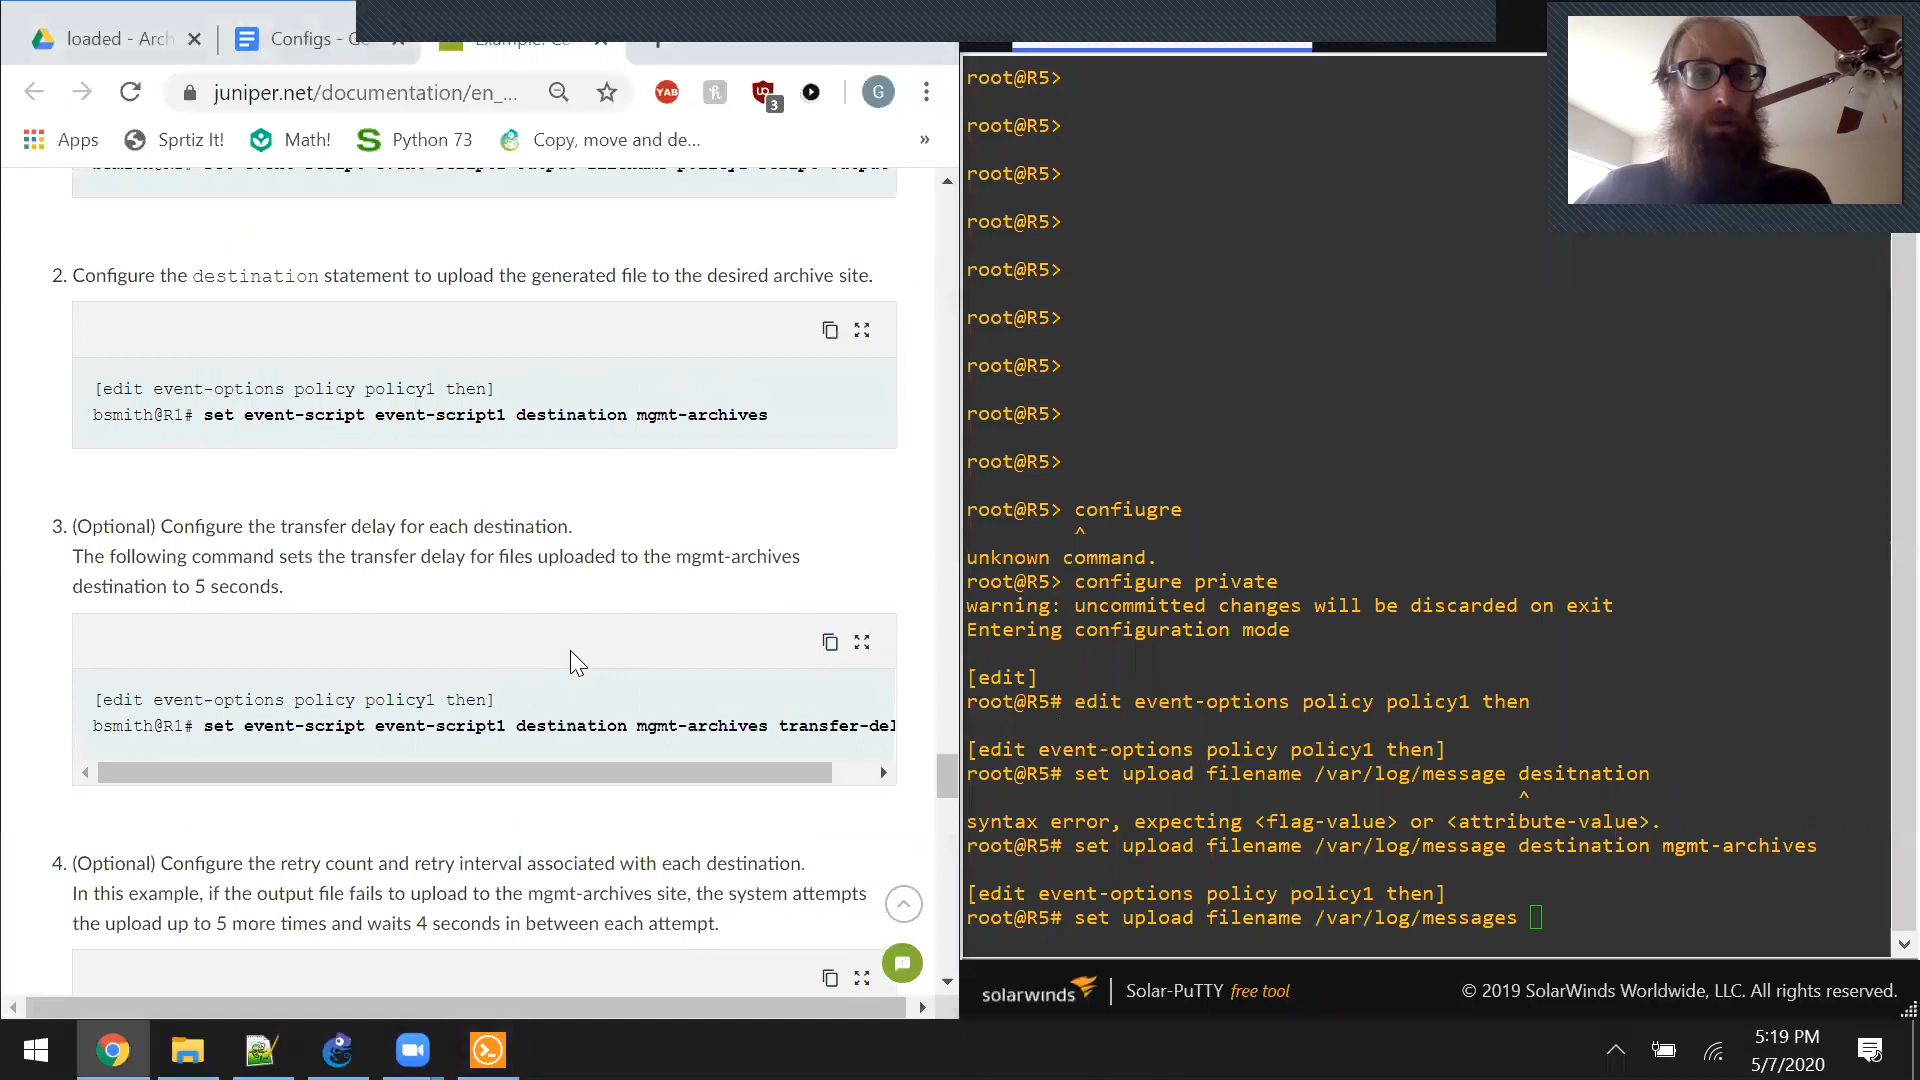 loaded - Arch
Configs - Go
juniper.net/documentation/en_...
YAB
3
G
Apps
Sprtiz It!
Math!
Python 73
Copy, move and de...
»
2. Configure the destination statement to upload the generated file to the desired archive site.
[edit event-options policy policy1 then]
bsmith@R1# set event-script event-script1 destination mgmt-archives
3. (Optional) Configure the transfer delay for each destination.
The following command sets the transfer delay for files uploaded to the mgmt-archives
destination to 5 seconds.
[edit event-options policy policy1 then]
bsmith@R1# set event-script event-script1 destination mgmt-archives transfer-del
4. (Optional) Configure the retry count and retry interval associated with each destination.
In this example, if the output file fails to upload to the mgmt-archives site, the system attempts
the upload up to 5 more times and waits 4 seconds in between each attempt.
root@R5>
root@R5>
root@R5>
root@R5>
root@R5>
root@R5>
root@R5>
root@R5>
root@R5>
root@R5> confiugre
^
unknown command.
root@R5> configure private
warning: uncommitted changes will be discarded on exit
Entering configuration mode
[edit]
root@R5# edit event-options policy policy1 then
[edit event-options policy policy1 then]
root@R5# set upload filename /var/log/message desitnation
^
syntax error, expecting <flag-value> or <attribute-value>.
root@R5# set upload filename /var/log/message destination mgmt-archives
[edit event-options policy policy1 then]
root@R5# set upload filename /var/log/messages
solarwinds | Solar-PuTTY free tool
© 2019 SolarWinds Worldwide, LLC. All rights reserved.
5:19 PM
5/7/2020